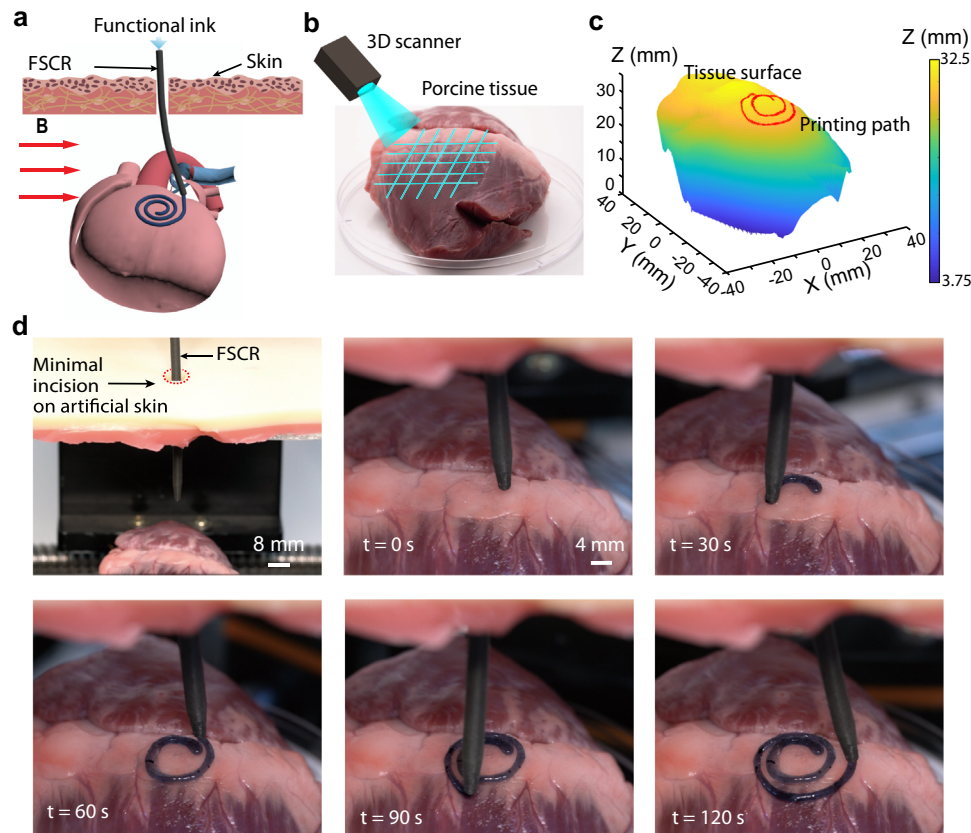 a
Functional ink
FSCR
Skin
B
b
3D scanner
Porcine tissue
c
Z (mm)
Z (mm)
32.5
30
20
10
0
Tissue surface
Printing path
40
20
0
-20
-40
Y (mm)
-40
-20
0
20
40
X (mm)
3.75
d
FSCR
Minimal
incision
on artificial skin
8 mm
t = 0 s
4 mm
t = 30 s
t = 60 s
t = 90 s
t = 120 s